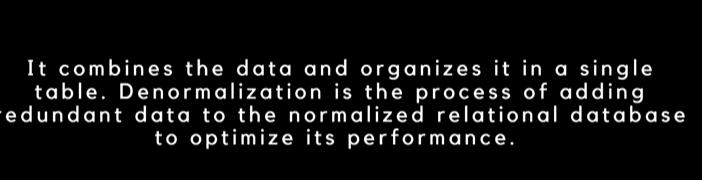 It combines the data and organizes it in a single
table. Denormalization is the process of adding
redundant data to the normalized relational database
to optimize its performance.